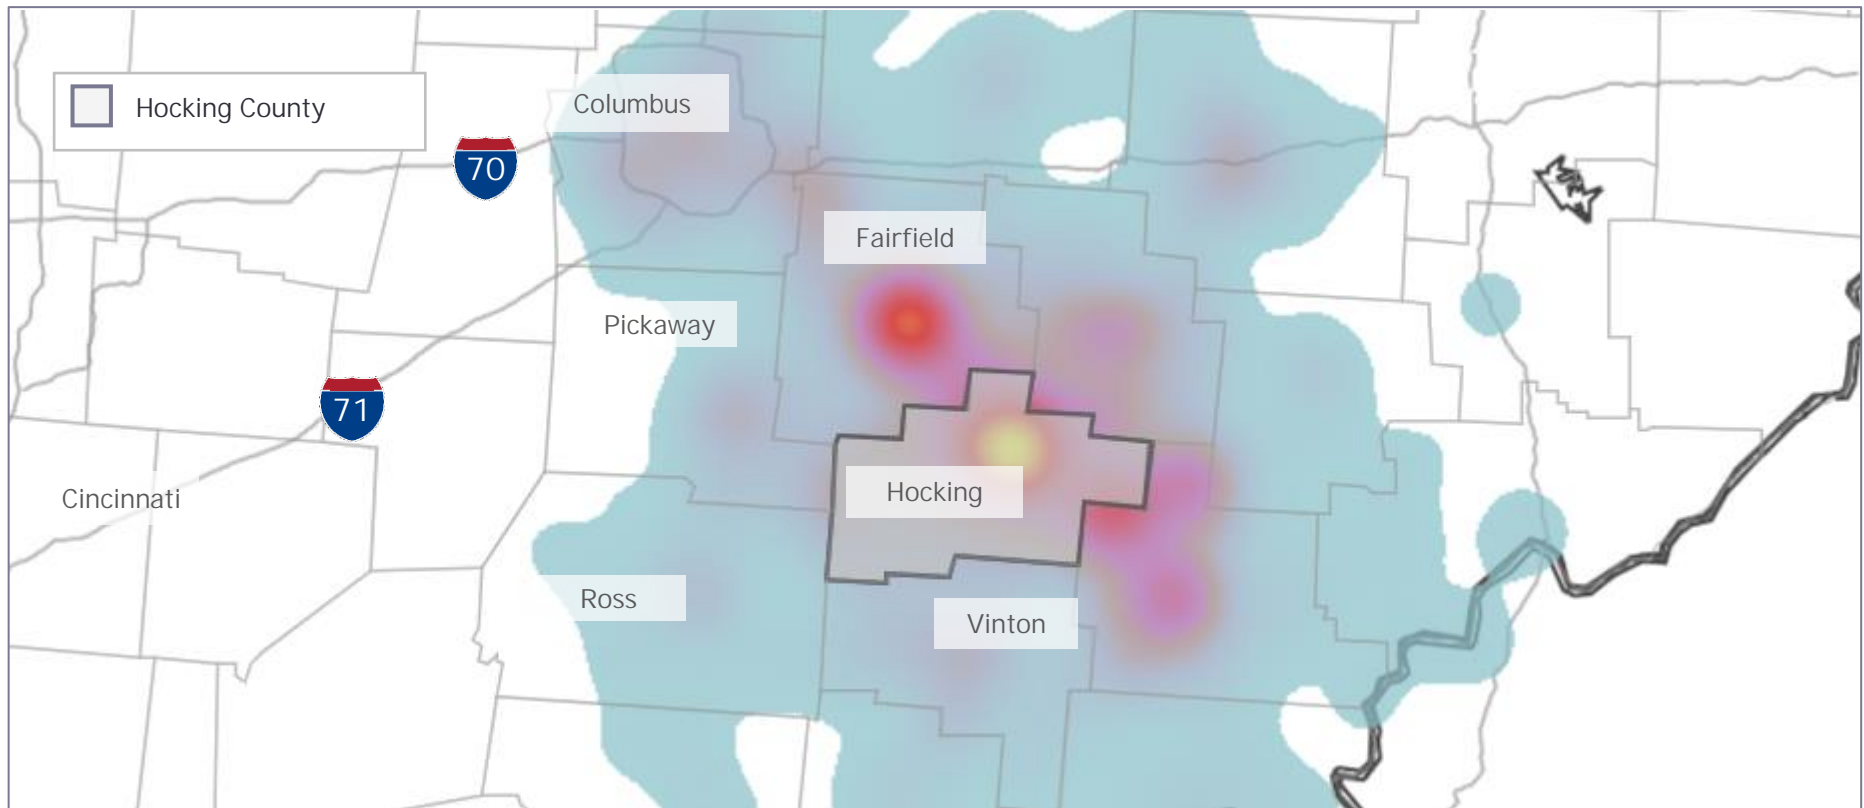 Hocking County
Columbus
70
Fairfield
Pickaway
71
Hocking
Cincinnati
Ross
Vinton